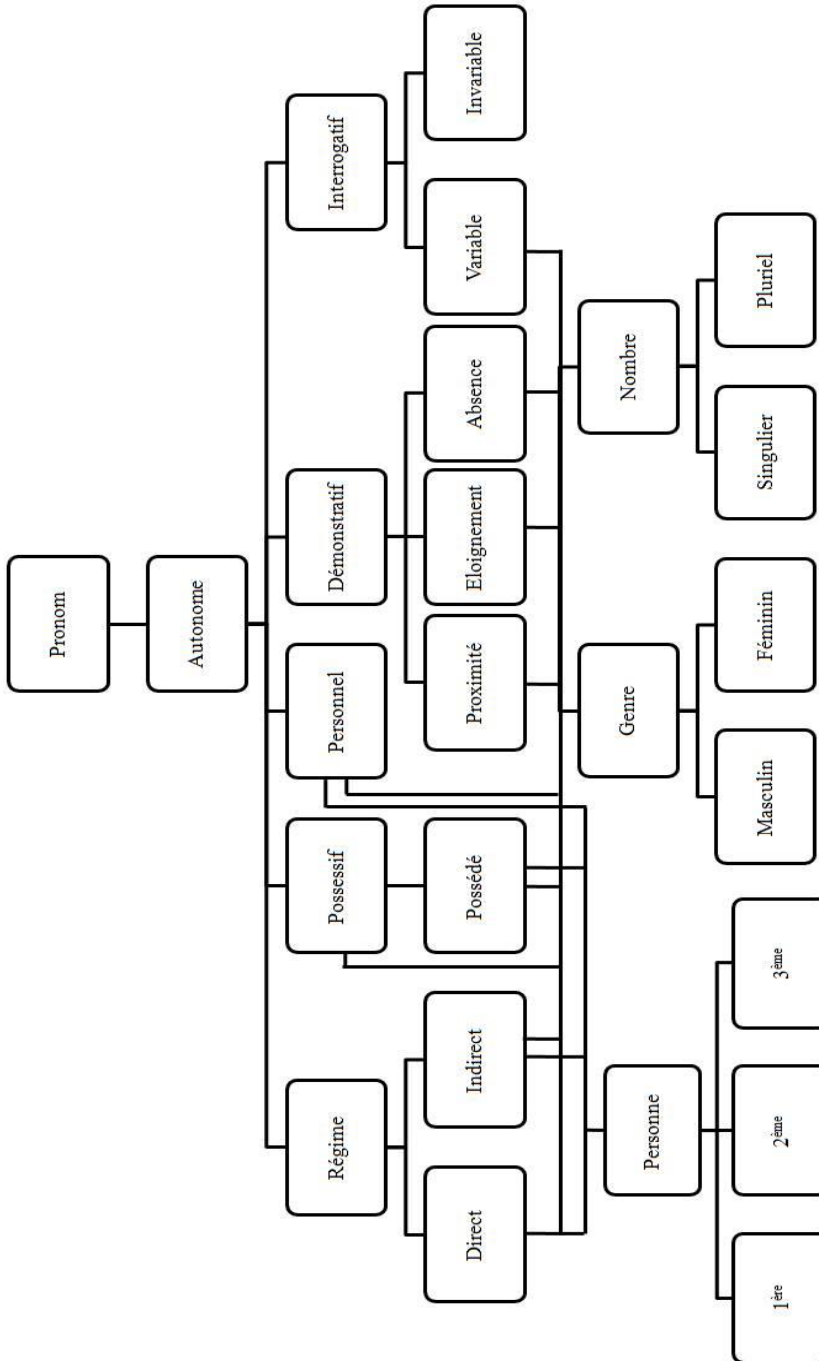 Pronom
Autonome
Régime
Possessif
Personnel
Démonstratif
Interrogatif
Direct
Indirect
Possédé
Proximité
Eloignement
Absence
Variable
Invariable
Personne
Genre
Nombre
1ère
2ème
3ème
Masculin
Féminin
Singulier
Pluriel